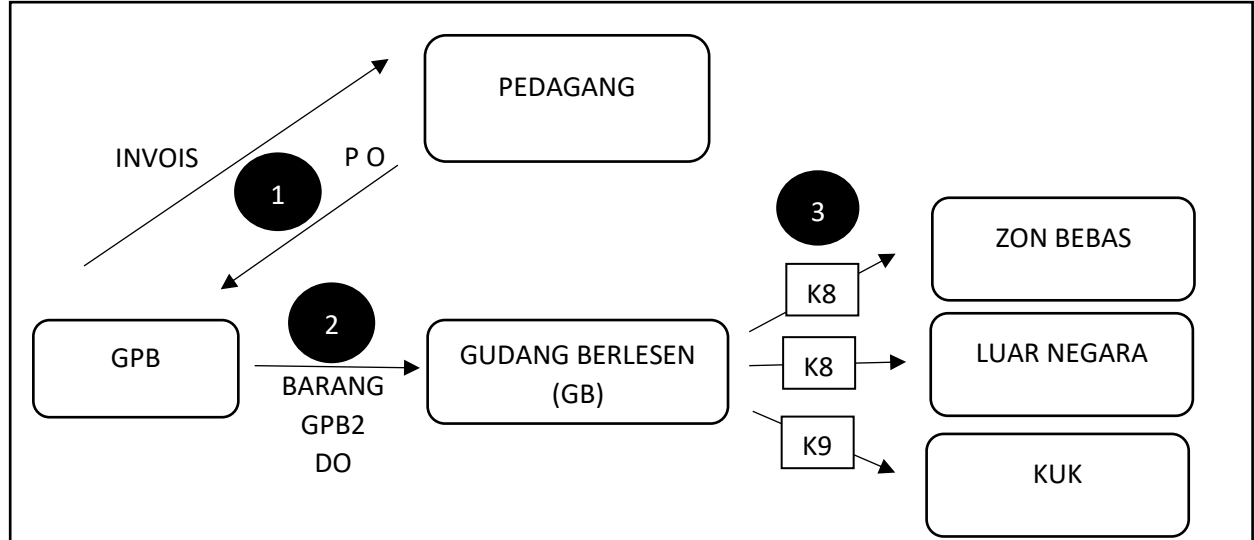 PEDAGANG
INVOIS
P O
1
3
ZON BEBAS
K8
GPB
2
GUDANG BERLESEN
(GB)
K8
LUAR NEGARA
BARANG
GPB2
DO
K9
KUK